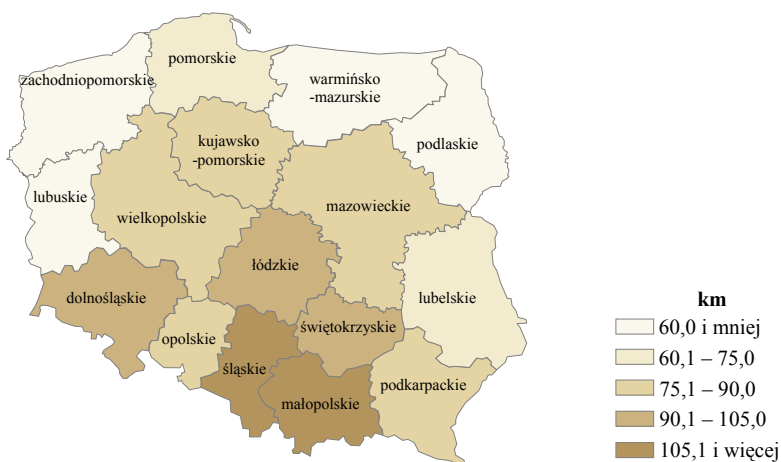 pomorskie
zachodniopomorskie
warmińsko
-mazurskie
podlaskie
kujawsko
-pomorskie
lubuskie
wielkopolskie
mazowieckie
łódzkie
dolnośląskie
lubelskie
świętokrzyskie
opolskie
śląskie
podkarpackie
małopolskie
km
60,0 i mniej
60,1 – 75,0
75,1 – 90,0
90,1 – 105,0
105,1 i więcej